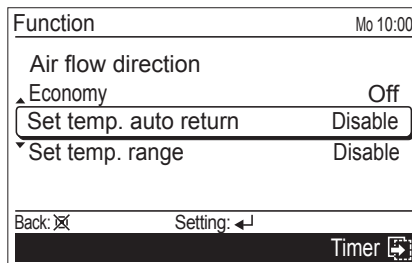 Function Mo 10:00
Air flow direction
Economy Off
Set temp. auto return Disable
Set temp. range Disable
Back: Setting:
Timer